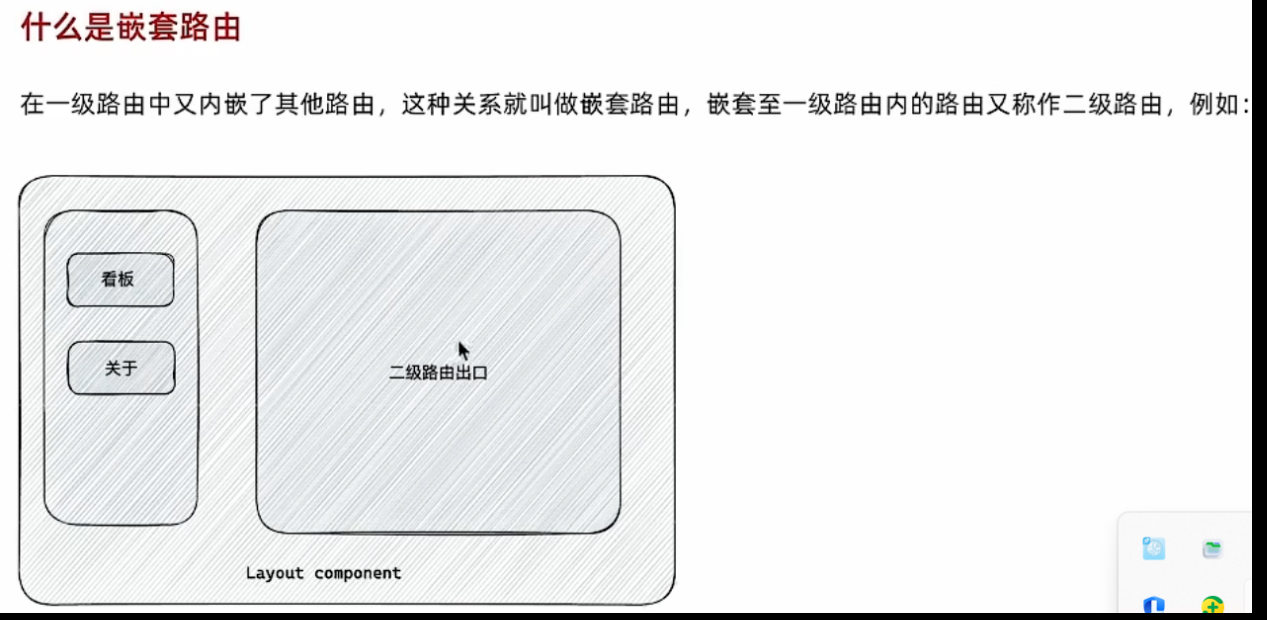 什么是嵌套路由
在一级路由中又内嵌了其他路由，这种关系就叫做嵌套路由，嵌套至一级路由内的路由又称作二级路由，例如：
看板
关于
二级路由出口
Layout component